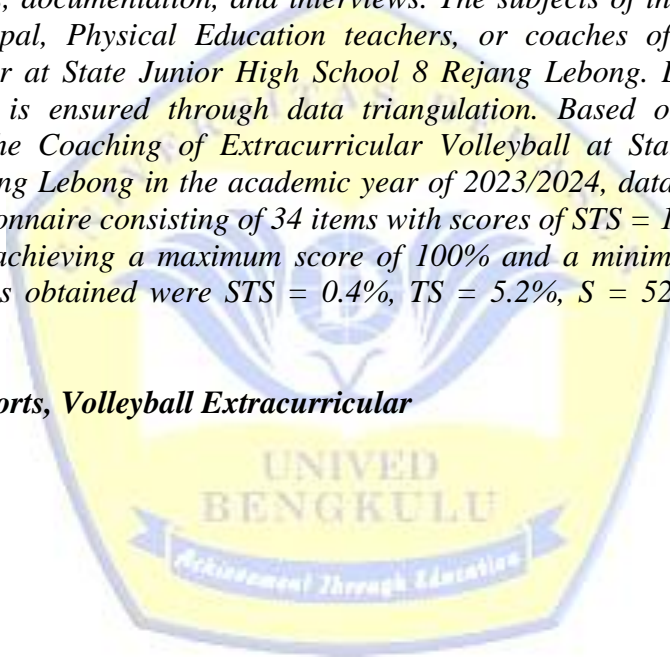 , documentation, and interviews. The subjects of in
pal, Physical Education teachers, or coaches of
r at State Junior High School 8 Rejang Lebong.
is ensured through data triangulation. Based o
he Coaching of Extracurricular Volleyball at Sta
ng Lebong in the academic year of 2023/2024, data
onnaire consisting of 34 items with scores of STS = 1
achieving a maximum score of 100% and a minim
s obtained were STS = 0.4%, TS = 5.2%, S = 52
orts, Volleyball Extracurricular
UNIVED
BENGKULU
Achievement Through Education